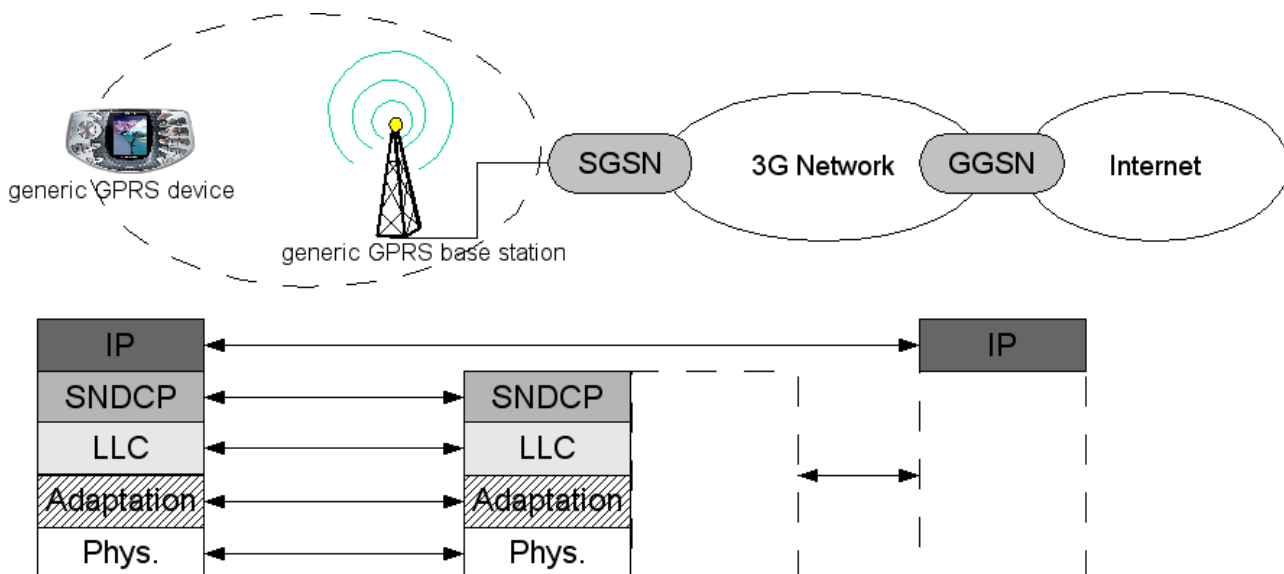 SGSN
3G Network
GGSN
Internet
generic GPRS device
generic GPRS base station
IP
IP
SNDCP
SNDCP
LLC
LLC
Adaptation
Adaptation
Phys.
Phys.